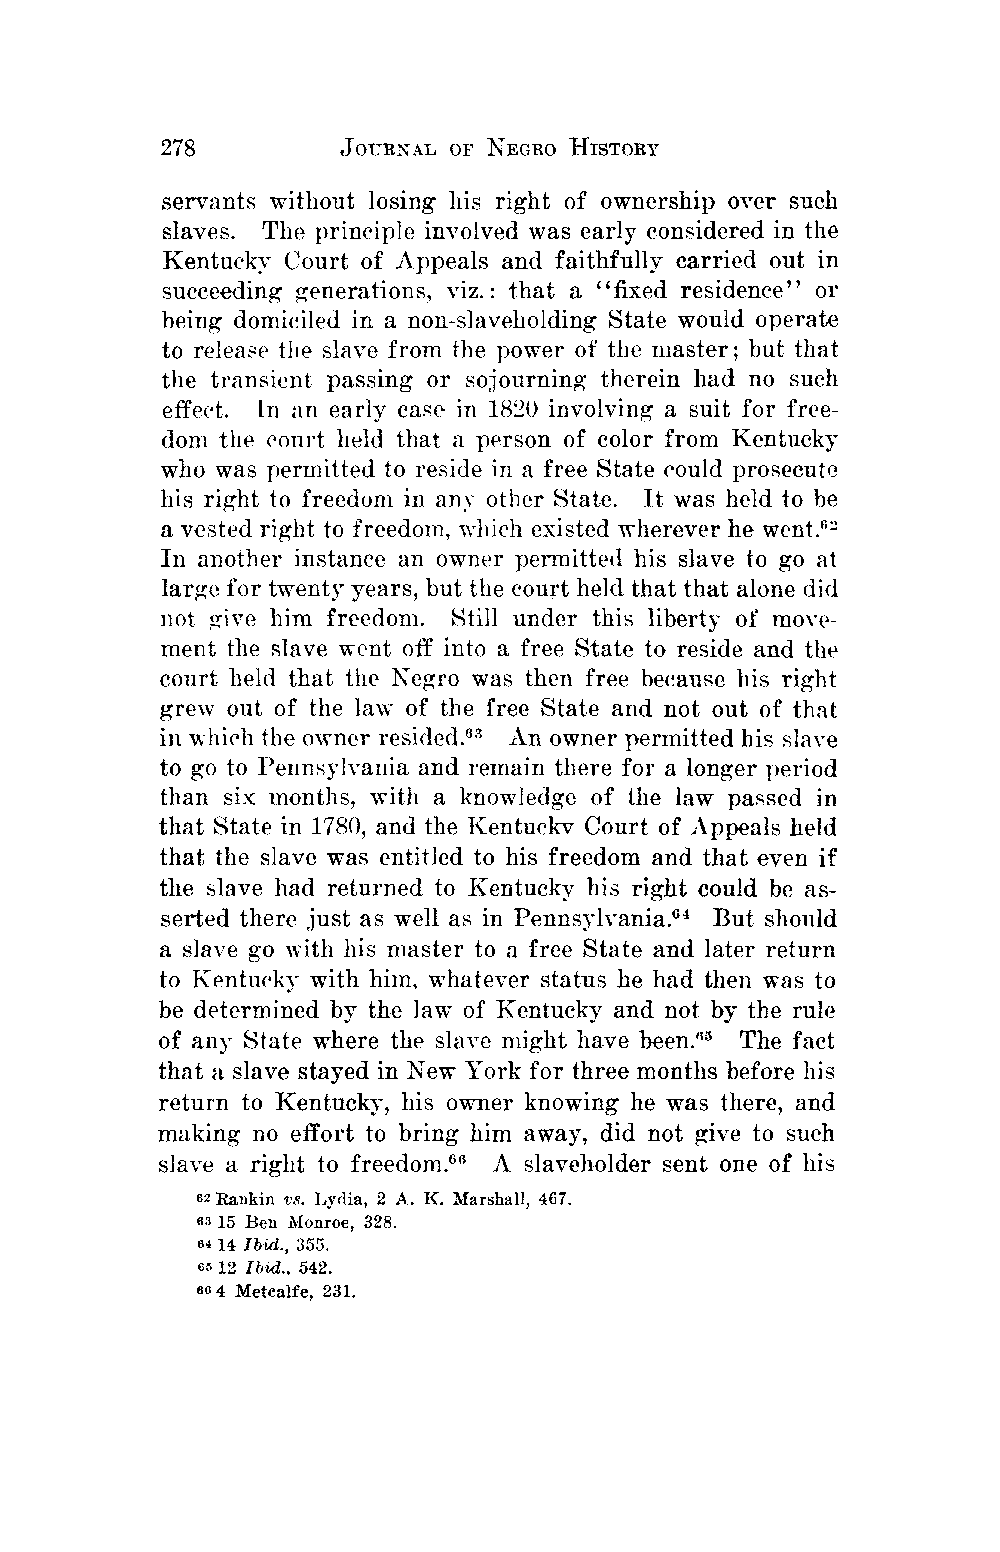 278 JOURNAL OF NEGRO HISTORY
servants without losing his right of ownership over such
slaves. The principle involved was early considered in the
Kentucky Court of Appeals and faithfully carried out in
succeeding generations, viz.: that a “fixed residence” or
being domiciled in a non-slaveholding State would operate
to release the slave from the power of the master; but that
the transient passing or sojourning therein had no such
effect. In an early case in 1820 involving a suit for free-
dom the court held that a person of color from Kentucky
who was permitted to reside in a free State could prosecute
his right to freedom in any other State. It was held to be
a vested right to freedom, which existed wherever he went.⁶²
In another instance an owner permitted his slave to go at
large for twenty years, but the court held that that alone did
not give him freedom. Still under this liberty of move-
ment the slave went off into a free State to reside and the
court held that the Negro was then free because his right
grew out of the law of the free State and not out of that
in which the owner resided.⁶³ An owner permitted his slave
to go to Pennsylvania and remain there for a longer period
than six months, with a knowledge of the law passed in
that State in 1780, and the Kentucky Court of Appeals held
that the slave was entitled to his freedom and that even if
the slave had returned to Kentucky his right could be as-
serted there just as well as in Pennsylvania.⁶⁴ But should
a slave go with his master to a free State and later return
to Kentucky with him, whatever status he had then was to
be determined by the law of Kentucky and not by the rule
of any State where the slave might have been.⁶⁵ The fact
that a slave stayed in New York for three months before his
return to Kentucky, his owner knowing he was there, and
making no effort to bring him away, did not give to such
slave a right to freedom.⁶⁶ A slaveholder sent one of his
⁶² Rankin vs. Lydia, 2 A. K. Marshall, 467.
⁶³ 15 Ben Monroe, 328.
⁶⁴ 14 Ibid., 355.
⁶⁵ 12 Ibid., 542.
⁶⁶ 4 Metcalfe, 231.